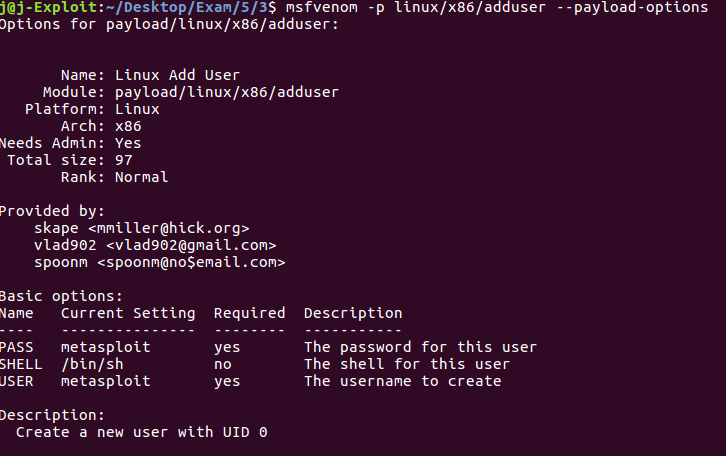 j@j-Exploit:~/Desktop/Exam/5/3$ msfvenom -p linux/x86/adduser --payload-options
Options for payload/linux/x86/adduser:
Name: Linux Add User
Module: payload/linux/x86/adduser
Platform: Linux
Arch: x86
Needs Admin: Yes
Total size: 97
Rank: Normal
Provided by:
skape <mmiller@hick.org>
vlad902 <vlad902@gmail.com>
spoonm <spoonm@no$email.com>
Basic options:
Name   Current Setting  Required  Description
----   ---------------  --------  -----------
PASS   metasploit       yes       The password for this user
SHELL  /bin/sh          no        The shell for this user
USER   metasploit       yes       The username to create
Description:
Create a new user with UID 0